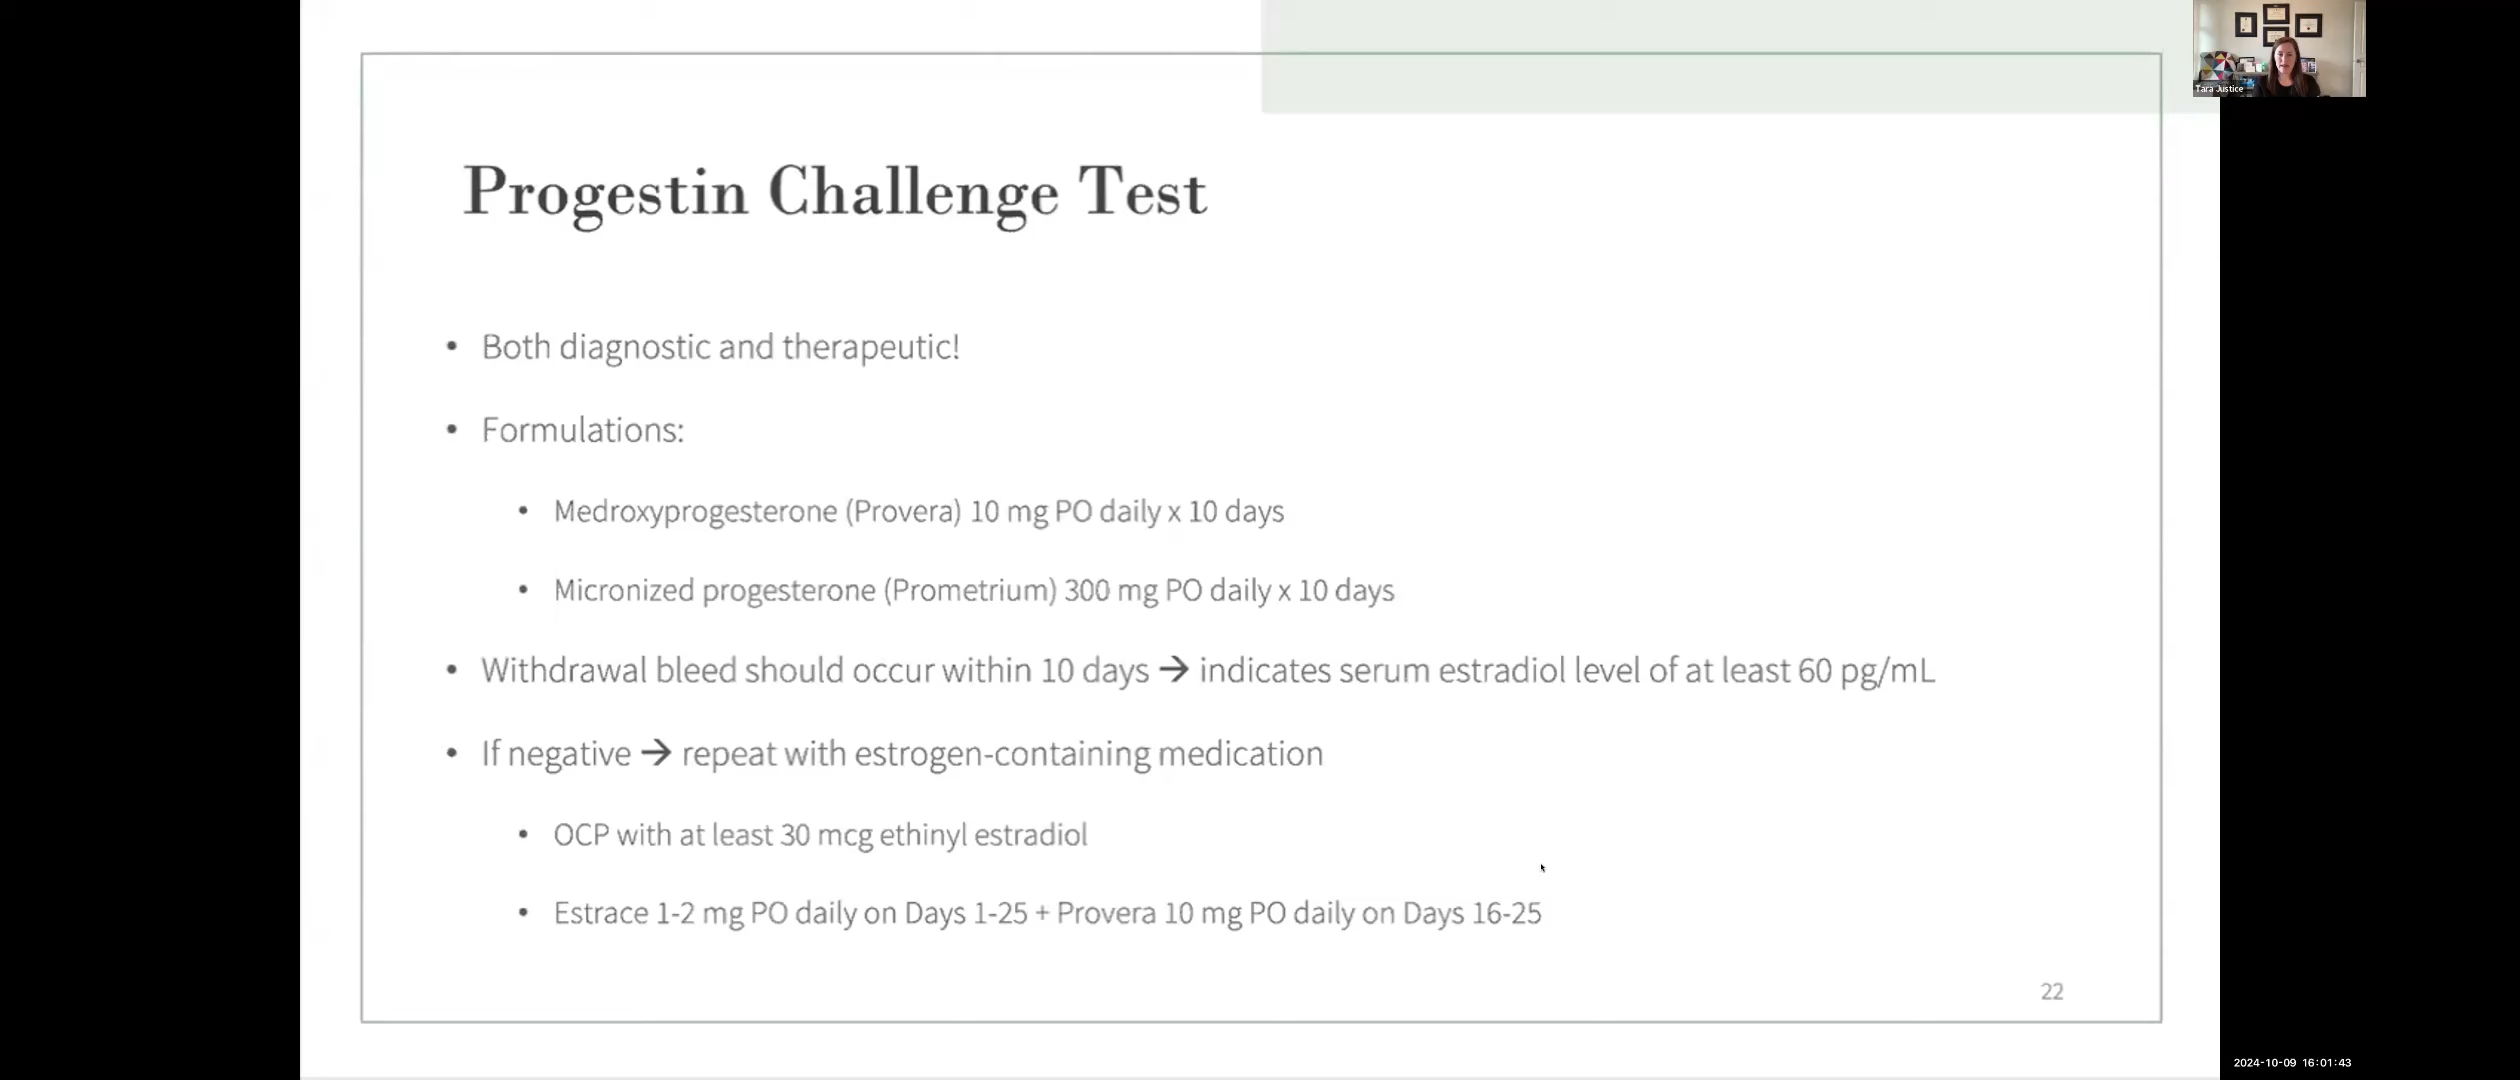 Tara Justice
Progestin Challenge Test
• Both diagnostic and therapeutic!
• Formulations:
• Medroxyprogesterone (Provera) 10 mg PO daily x 10 days
• Micronized progesterone (Prometrium) 300 mg PO daily x 10 days
• Withdrawal bleed should occur within 10 days → indicates serum estradiol level of at least 60 pg/mL
• If negative → repeat with estrogen-containing medication
• OCP with at least 30 mcg ethinyl estradiol
• Estrace 1-2 mg PO daily on Days 1-25 + Provera 10 mg PO daily on Days 16-25
22
2024-10-09 16:01:43